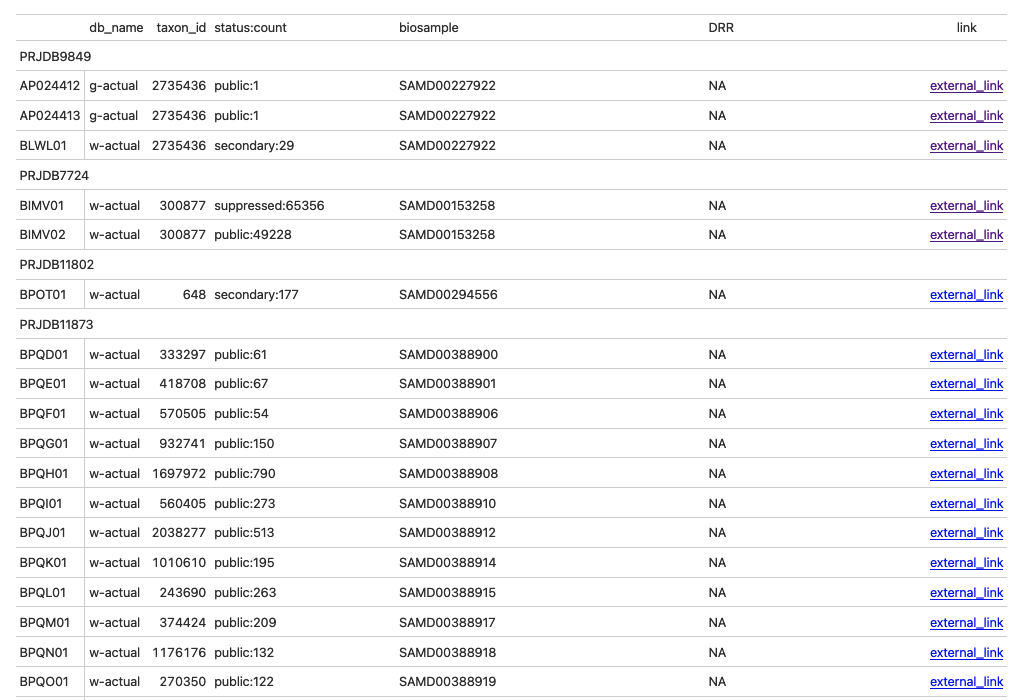 db_name taxon_id status:count biosample DRR link
PRJDB9849
AP024412 g-actual 2735436 public:1 SAMD00227922 NA external_link
AP024413 g-actual 2735436 public:1 SAMD00227922 NA external_link
BLWL01 w-actual 2735436 secondary:29 SAMD00227922 NA external_link
PRJDB7724
BIMV01 w-actual 300877 suppressed:65356 SAMD00153258 NA external_link
BIMV02 w-actual 300877 public:49228 SAMD00153258 NA external_link
PRJDB11802
BPOT01 w-actual 648 secondary:177 SAMD00294556 NA external_link
PRJDB11873
BPQD01 w-actual 333297 public:61 SAMD00388900 NA external_link
BPQE01 w-actual 418708 public:67 SAMD00388901 NA external_link
BPQF01 w-actual 570505 public:54 SAMD00388906 NA external_link
BPQG01 w-actual 932741 public:150 SAMD00388907 NA external_link
BPQH01 w-actual 1697972 public:790 SAMD00388908 NA external_link
BPQI01 w-actual 560405 public:273 SAMD00388910 NA external_link
BPQJ01 w-actual 2038277 public:513 SAMD00388912 NA external_link
BPQK01 w-actual 1010610 public:195 SAMD00388914 NA external_link
BPQL01 w-actual 243690 public:263 SAMD00388915 NA external_link
BPQM01 w-actual 374424 public:209 SAMD00388917 NA external_link
BPQN01 w-actual 1176176 public:132 SAMD00388918 NA external_link
BPQO01 w-actual 270350 public:122 SAMD00388919 NA external_link